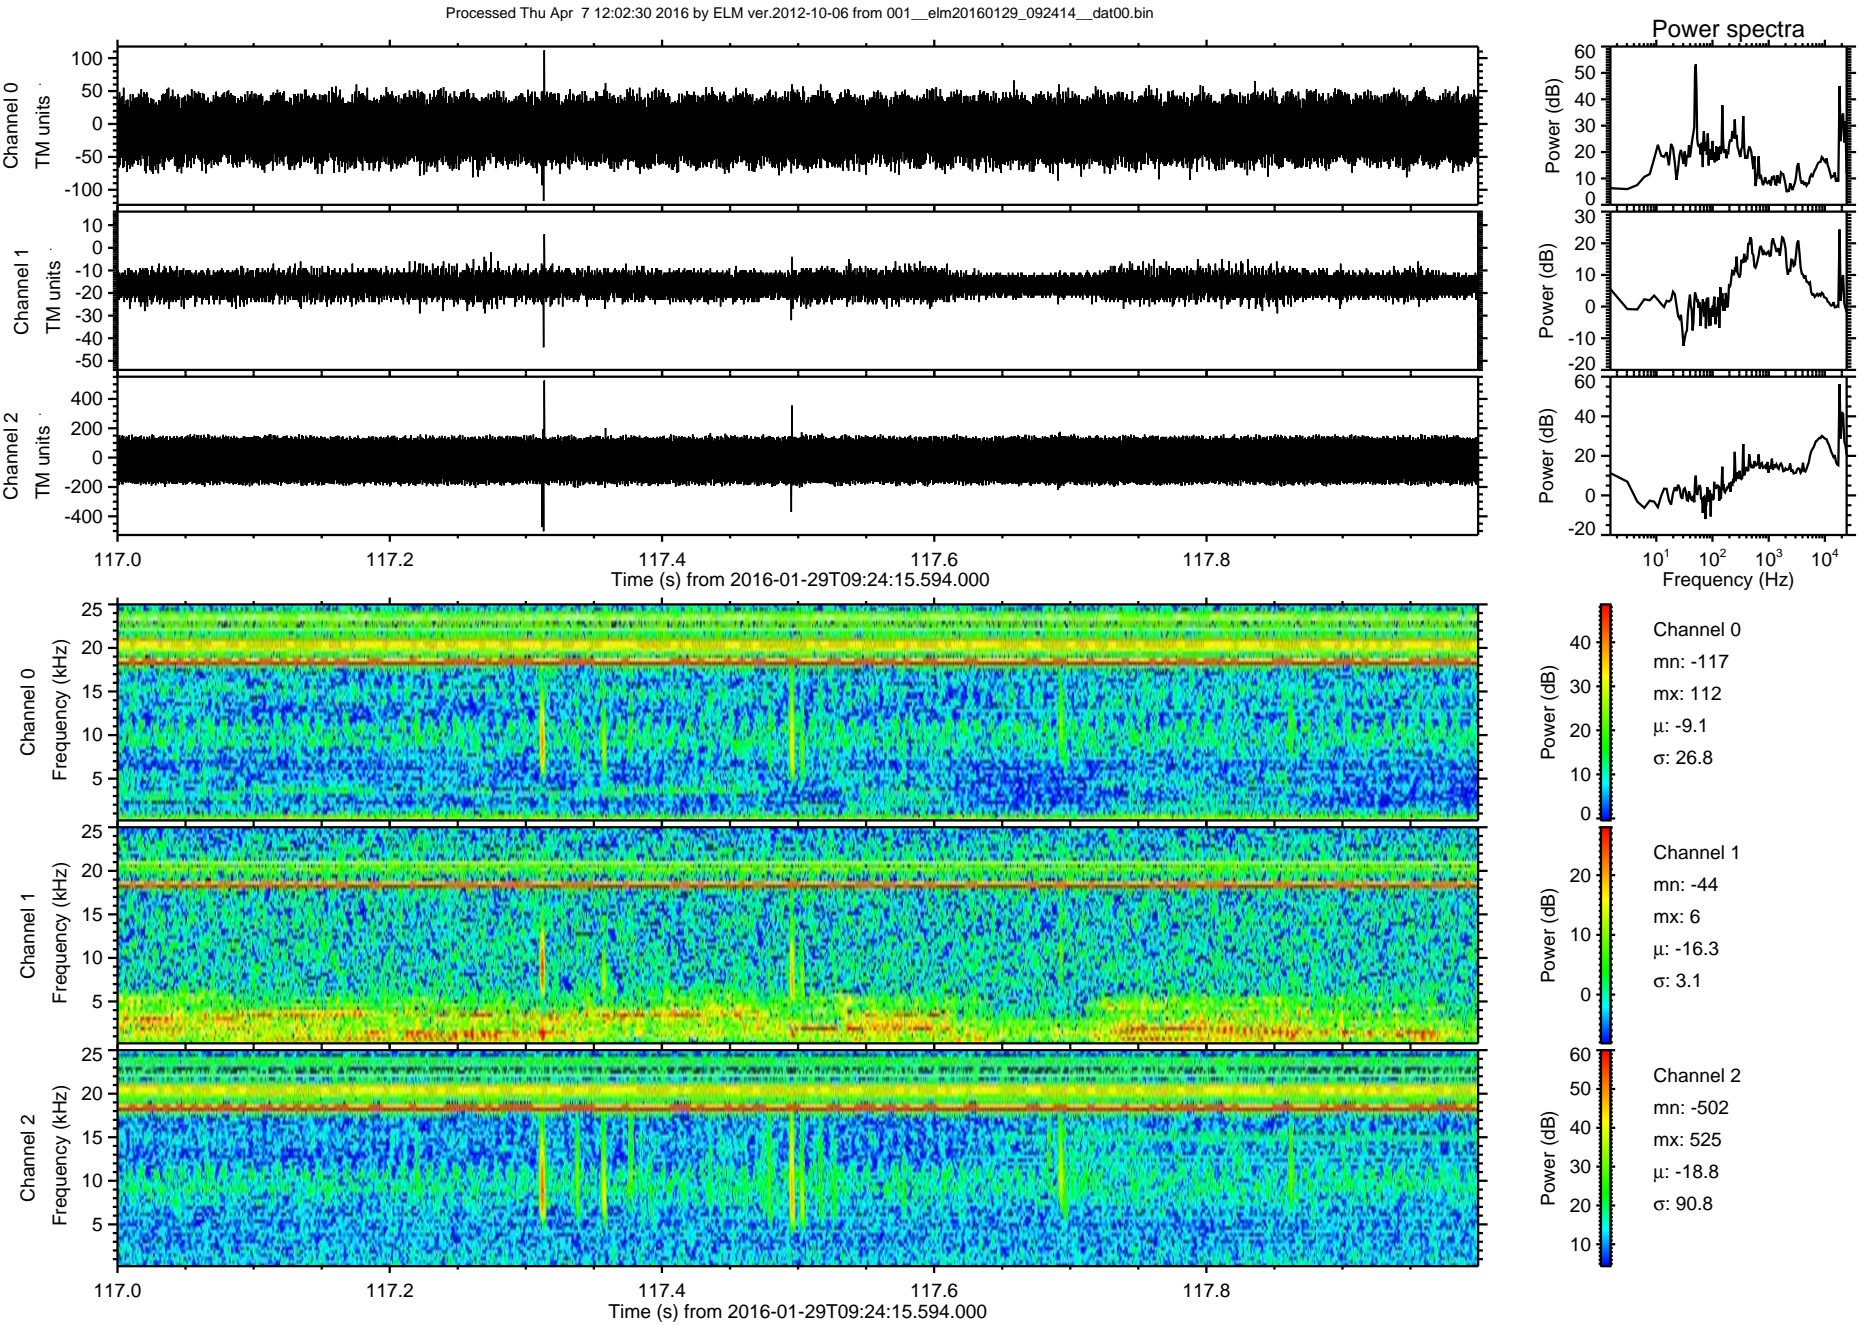 Processed Thu Apr 7 12:02:30 2016 by ELM ver.2012-10-06 from 001__elm20160129_092414__dat00.bin
Power spectra
Channel 0
TM units
100
50
0
-50
-100
Power (dB)
60
50
40
30
20
10
0
Channel 1
TM units
10
0
-10
-20
-30
-40
-50
Power (dB)
30
20
10
0
-10
-20
Channel 2
TM units
400
200
0
-200
-400
Power (dB)
60
40
20
0
-20
117.0 117.2 117.4 117.6 117.8
Time (s) from 2016-01-29T09:24:15.594.000
10¹ 10² 10³ 10⁴
Frequency (Hz)
Channel 0
Frequency (kHz)
25
20
15
10
5
Power (dB)
40
30
20
10
0
Channel 0
mn: -117
mx: 112
μ: -9.1
σ: 26.8
Channel 1
Frequency (kHz)
25
20
15
10
5
Power (dB)
20
10
0
Channel 1
mn: -44
mx: 6
μ: -16.3
σ: 3.1
Channel 2
Frequency (kHz)
25
20
15
10
5
Power (dB)
60
50
40
30
20
10
Channel 2
mn: -502
mx: 525
μ: -18.8
σ: 90.8
117.0 117.2 117.4 117.6 117.8
Time (s) from 2016-01-29T09:24:15.594.000